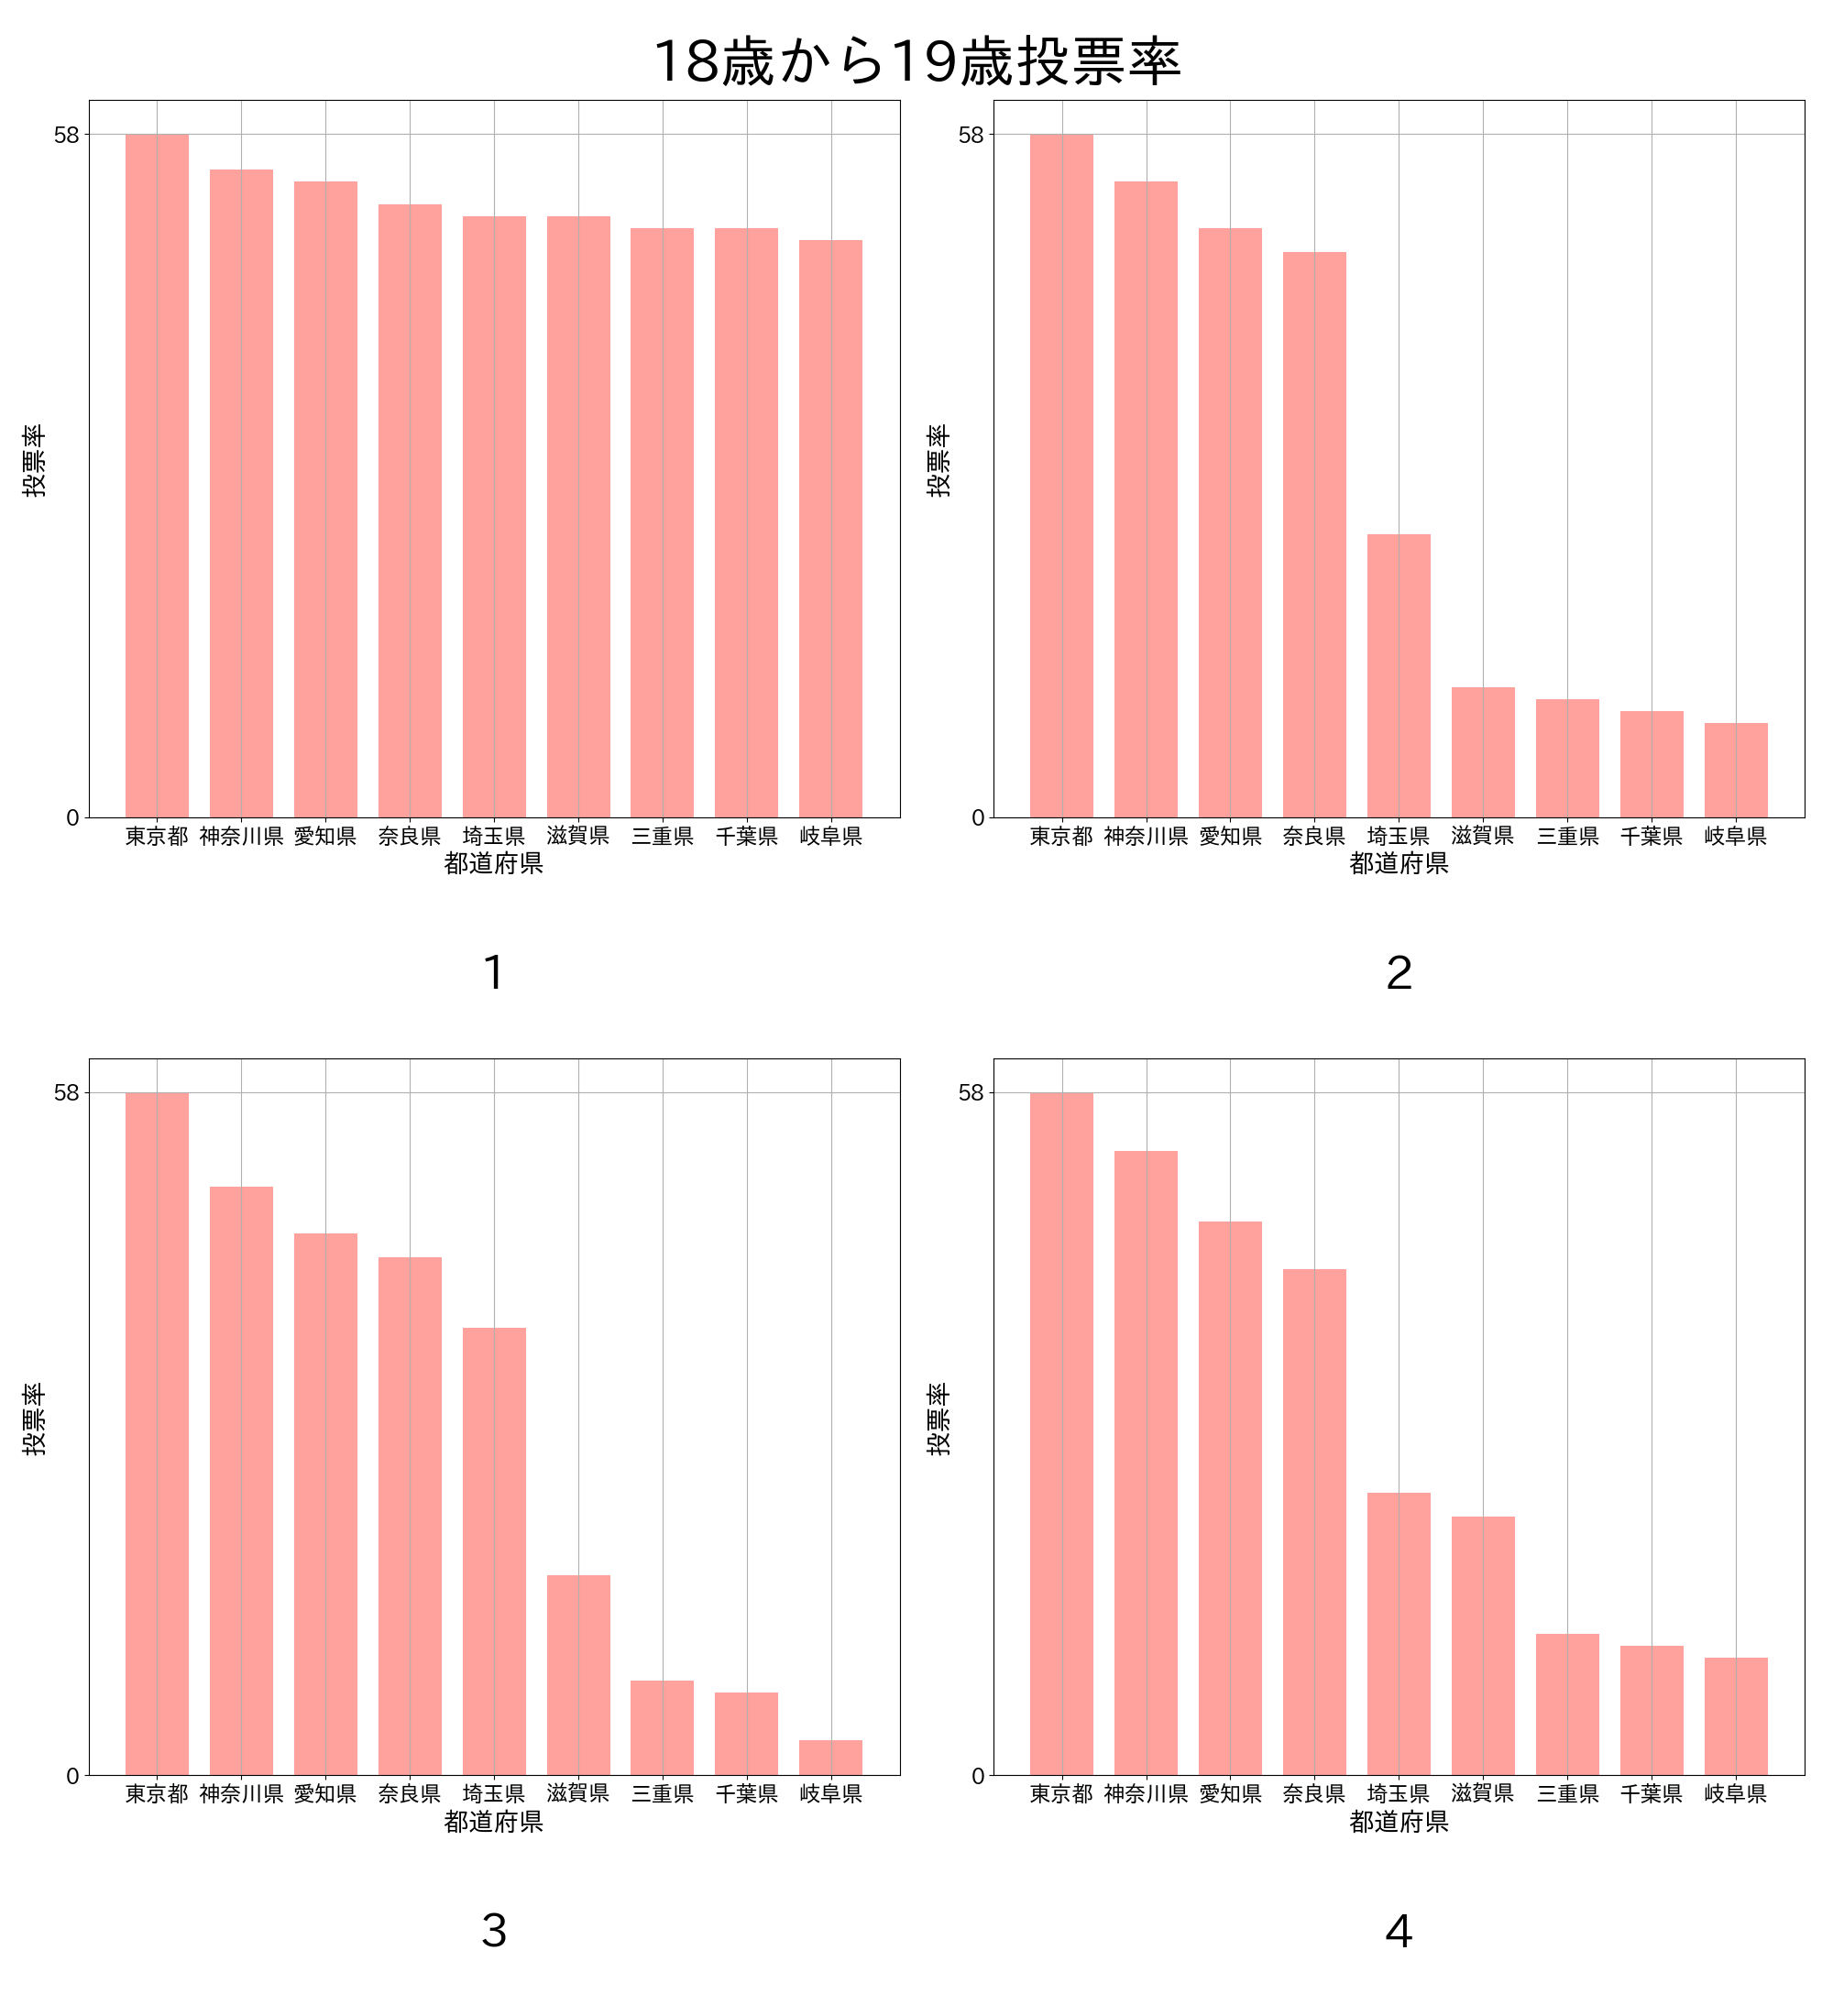 18歳から19歳投票率
58
0
投票率
東京都 神奈川県 愛知県 奈良県 埼玉県 滋賀県 三重県 千葉県 岐阜県
都道府県
1
58
0
投票率
東京都 神奈川県 愛知県 奈良県 埼玉県 滋賀県 三重県 千葉県 岐阜県
都道府県
2
58
0
投票率
東京都 神奈川県 愛知県 奈良県 埼玉県 滋賀県 三重県 千葉県 岐阜県
都道府県
3
58
0
投票率
東京都 神奈川県 愛知県 奈良県 埼玉県 滋賀県 三重県 千葉県 岐阜県
都道府県
4